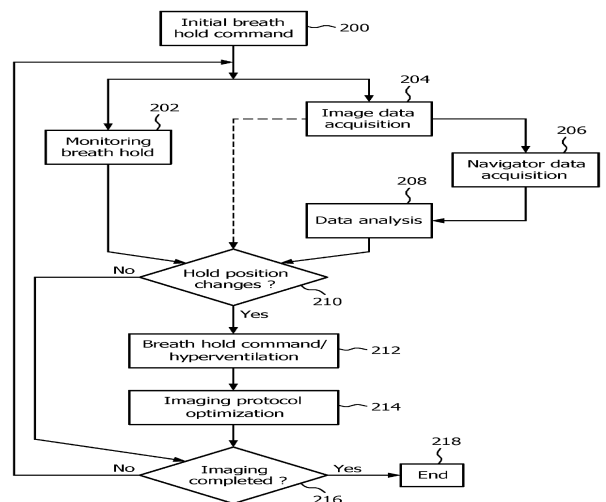 Initial breath
hold command
200
204
Image data
acquisition
202
Monitoring
breath hold
206
Navigator data
acquisition
208
Data analysis
No
Hold position
changes ?
210
Yes
Breath hold command/
hyperventilation
212
Imaging protocol
optimization
214
218
No
Imaging
completed ?
Yes
End
216